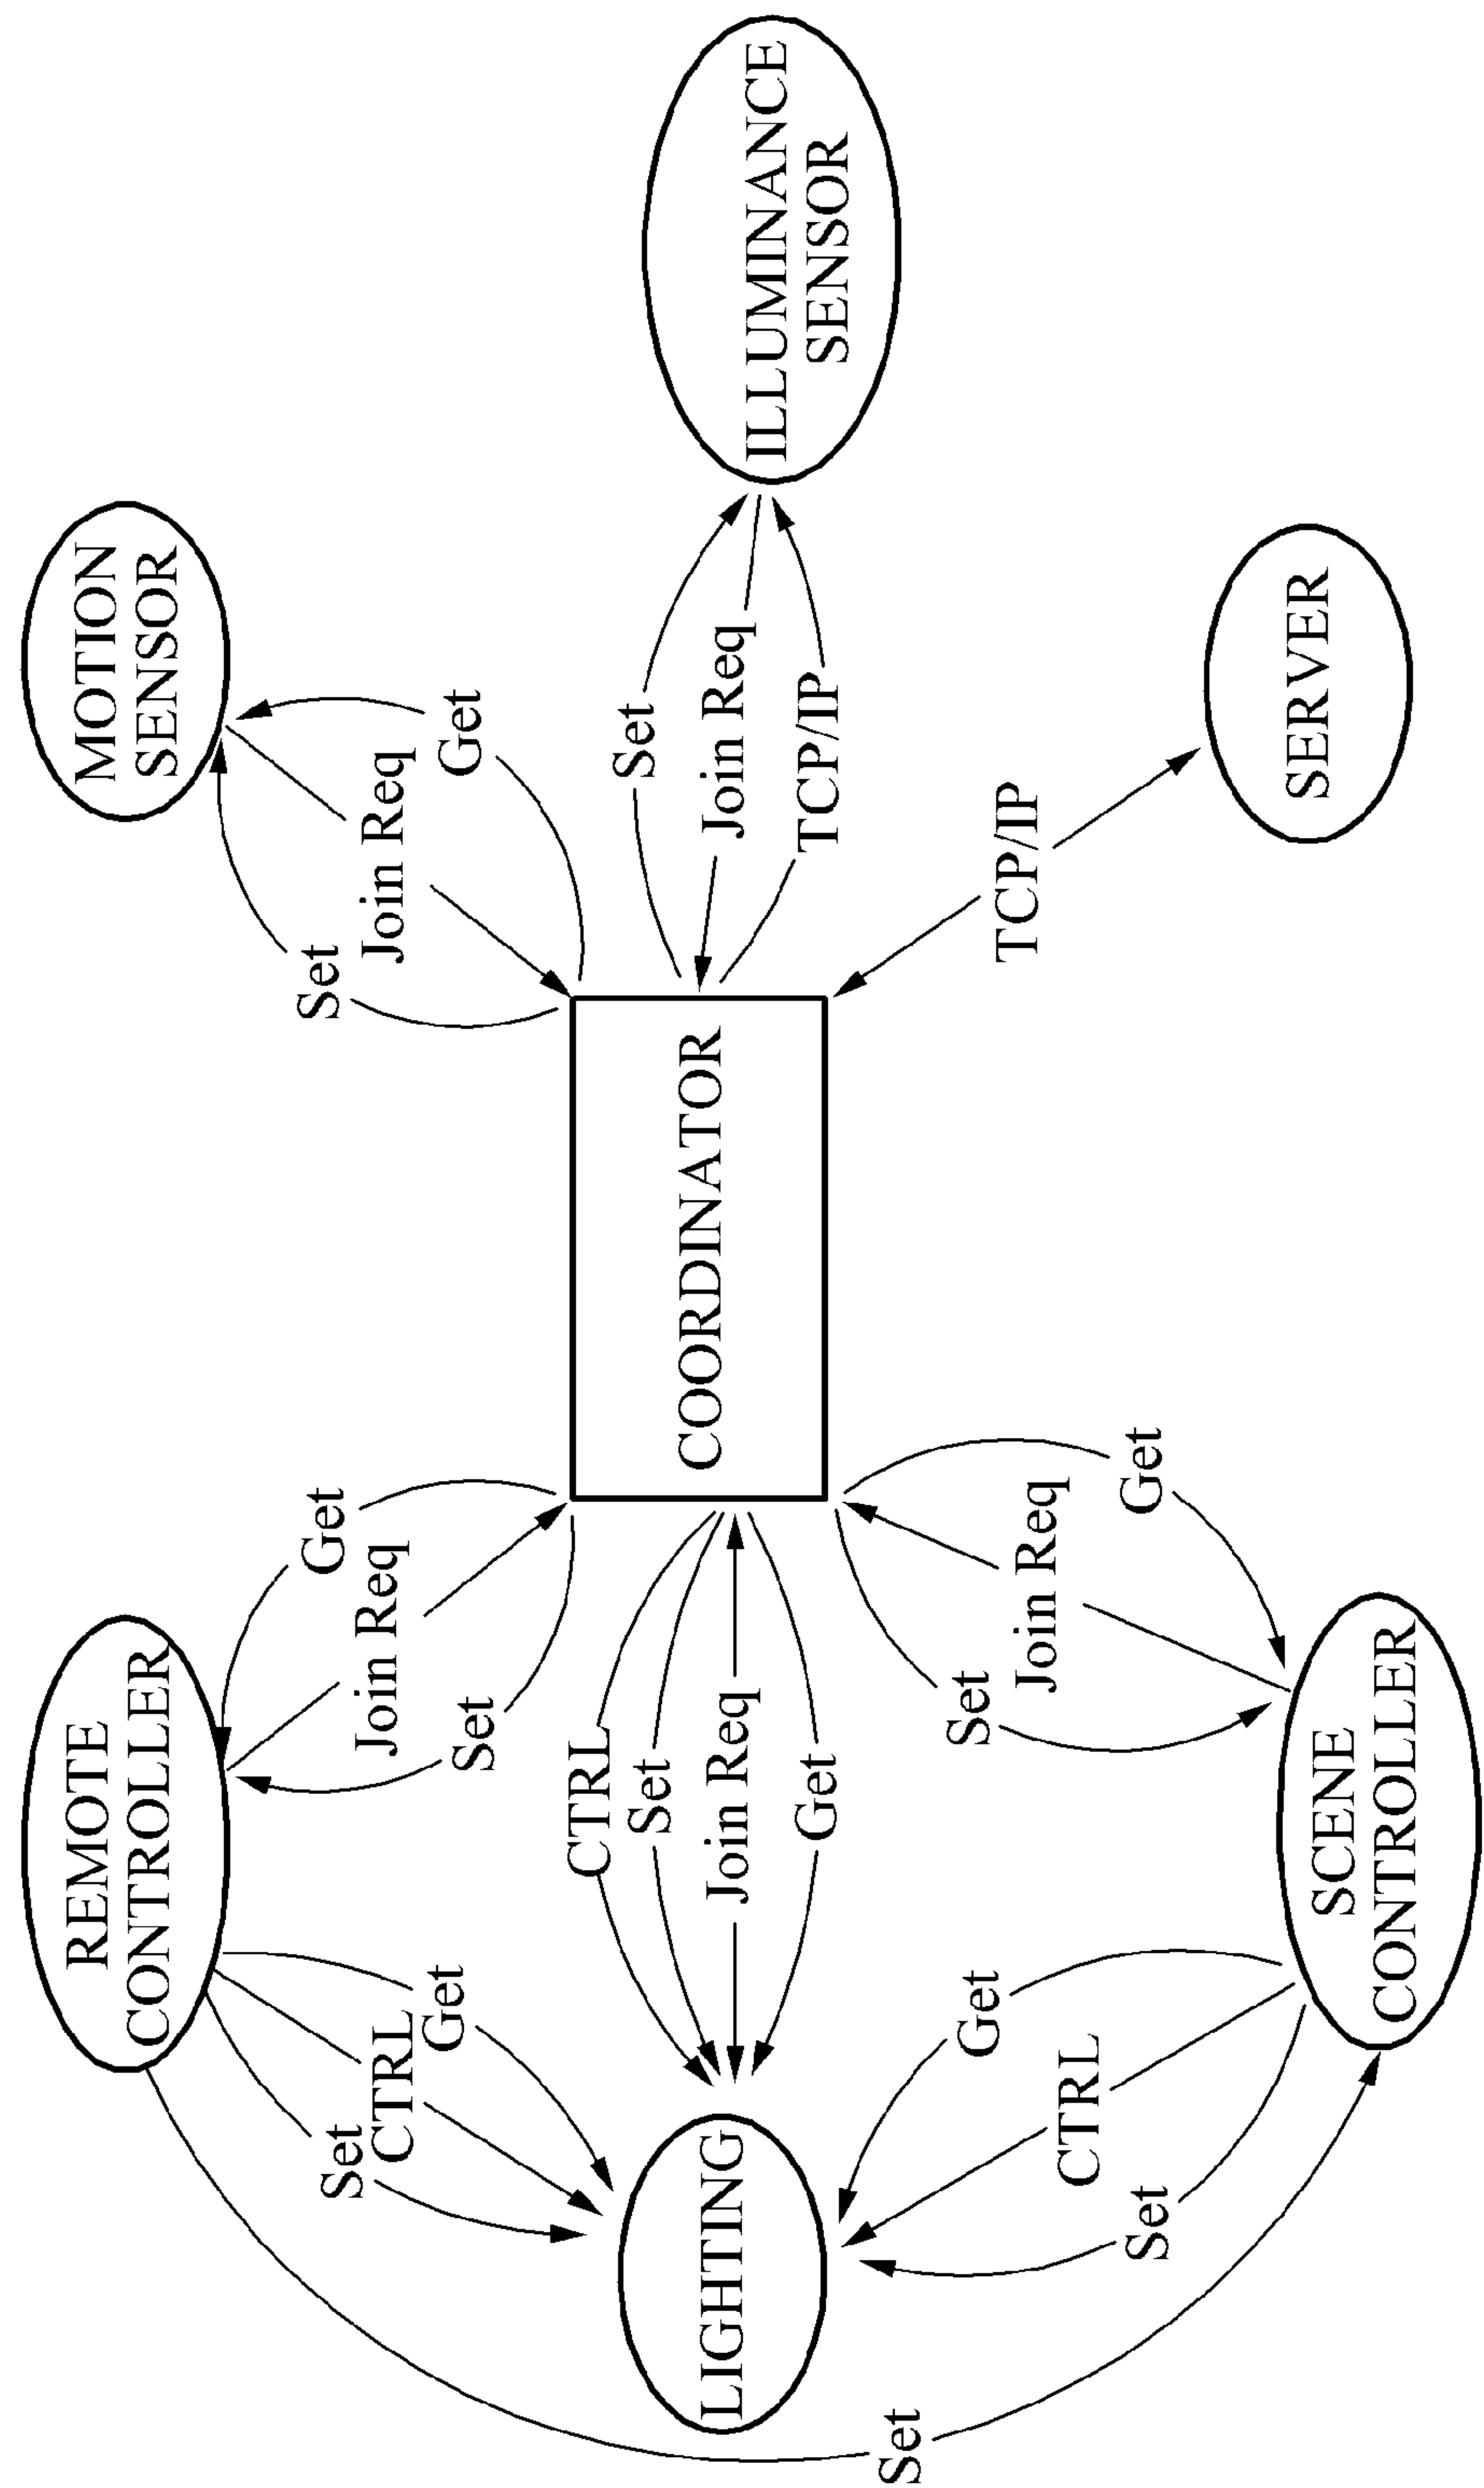 REMOTE
CONTROLLER
MOTION
SENSOR
Get
Set
Join Req
Join Req
Set
Get
Set
CTRL
Get
CTRL
Set
Set
Join Req
Join Req
Get
TCP/IP
LIGHTING
COORDINATOR
ILLUMINANCE
SENSOR
Get
Set
TCP/IP
CTRL
Join Req
Set
Get
Set
SCENE
CONTROLLER
SERVER